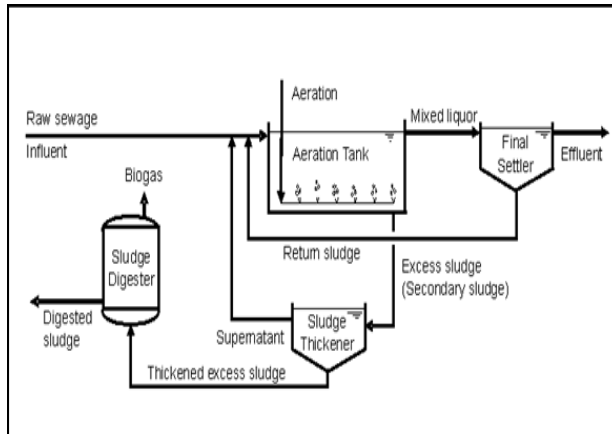 Aeration
Raw sewage
Influent
Mixed liquor
Aeration Tank
Final
Settler
Effluent
Biogas
Sludge
Digester
Return sludge
Excess sludge
(Secondary sludge)
Digested
sludge
Supernatant
Sludge
Thickener
Thickened excess sludge